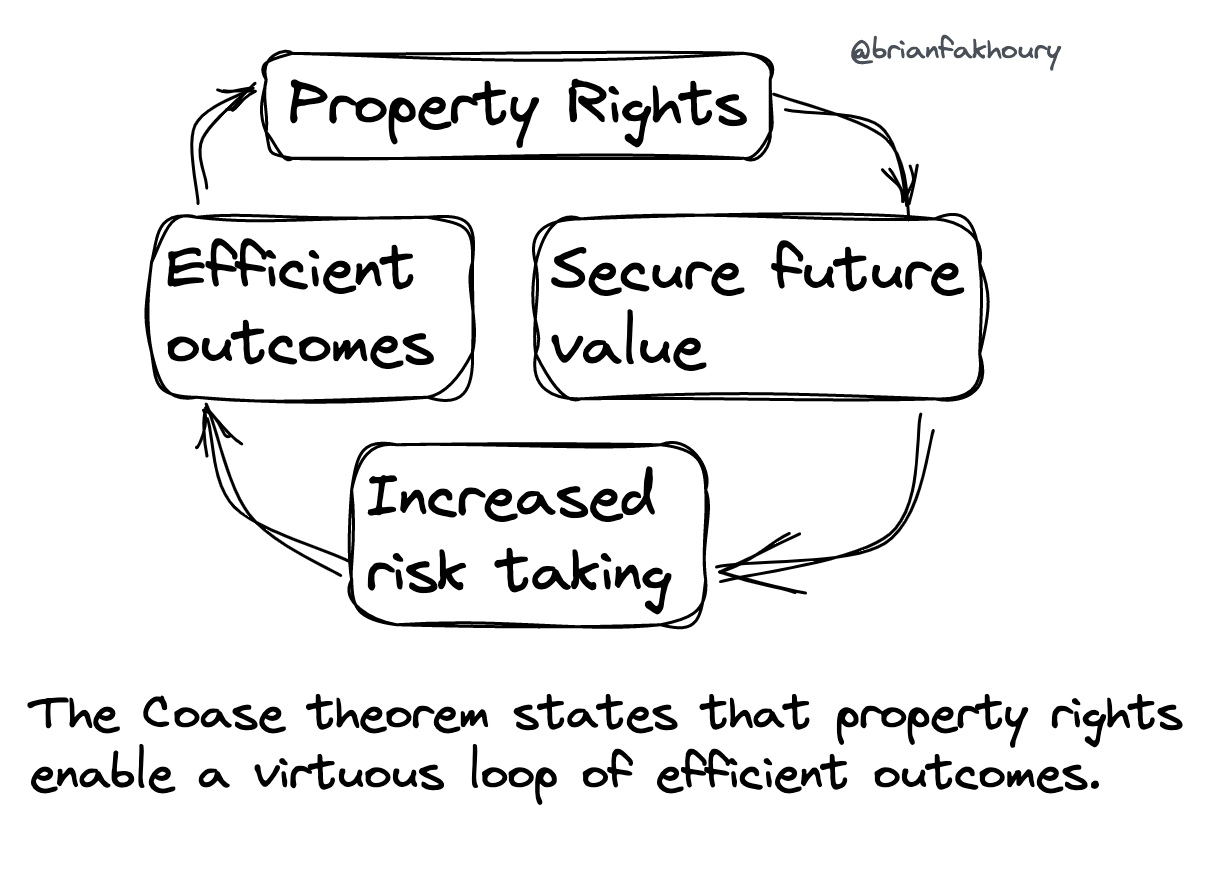 @brianfakhoury
Property Rights
Efficient
outcomes
Secure future
value
Increased
risk taking
The Coase theorem states that property rights
enable a virtuous loop of efficient outcomes.